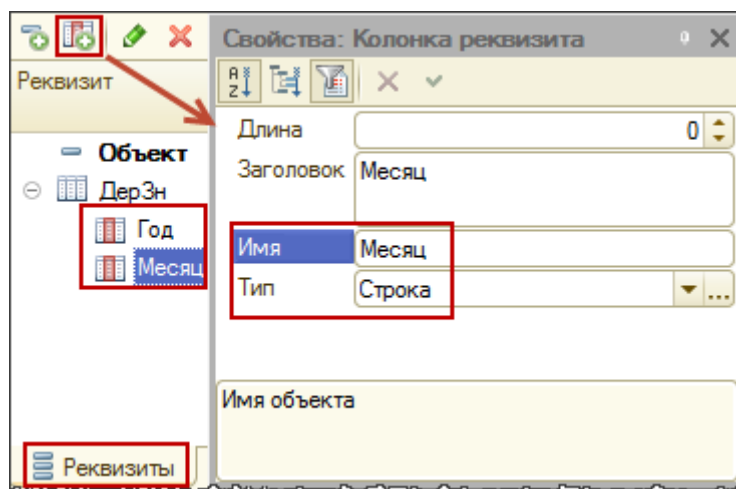 Свойства: Колонка реквизита
Реквизит
Объект
ДерЗн
Год
Месяц
Длина 0
Заголовок Месяц
Имя Месяц
Тип Строка ...
Имя объекта
Реквизиты